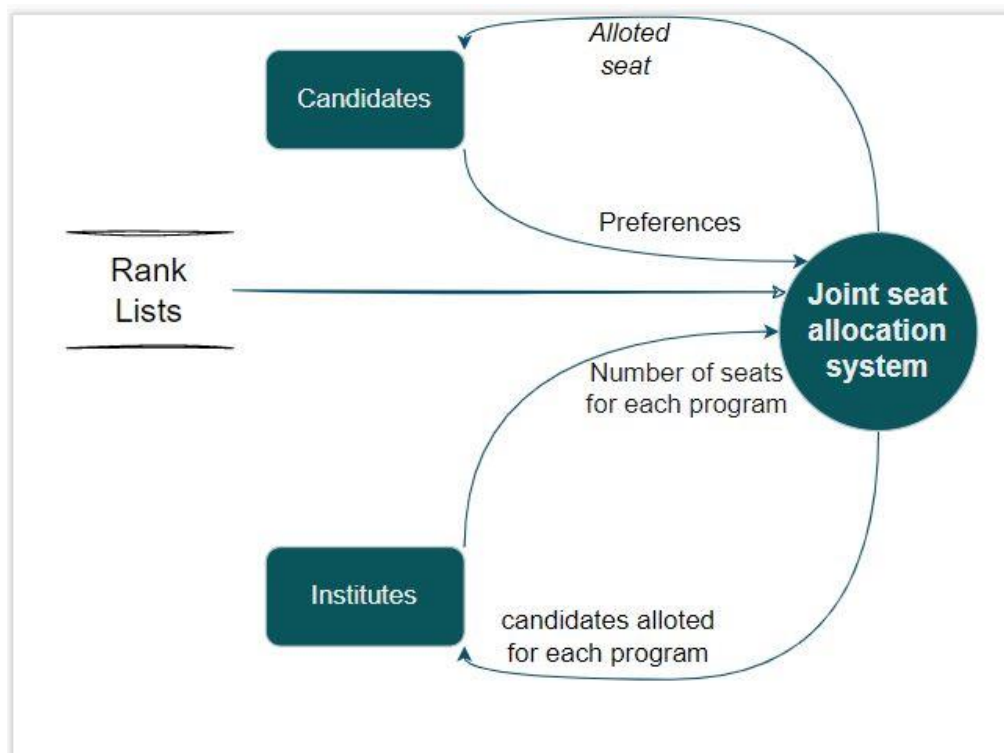 Alloted
seat
Candidates
Preferences
Rank
Lists
Joint seat
allocation
system
Number of seats
for each program
Institutes
candidates alloted
for each program